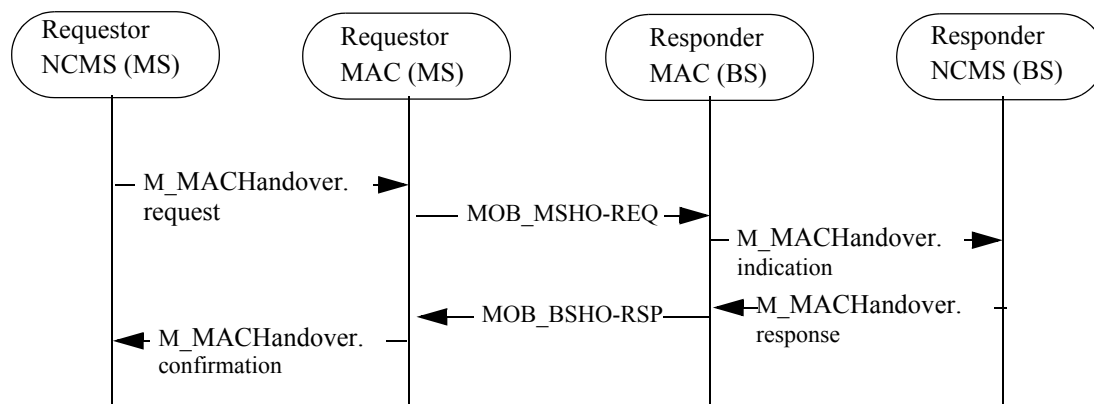 Requestor
NCMS (MS)
Requestor
MAC (MS)
Responder
MAC (BS)
Responder
NCMS (BS)
M_MACHandover.
request
MOB_MSHO-REQ
M_MACHandover.
indication
M_MACHandover.
response
MOB_BSHO-RSP
M_MACHandover.
confirmation